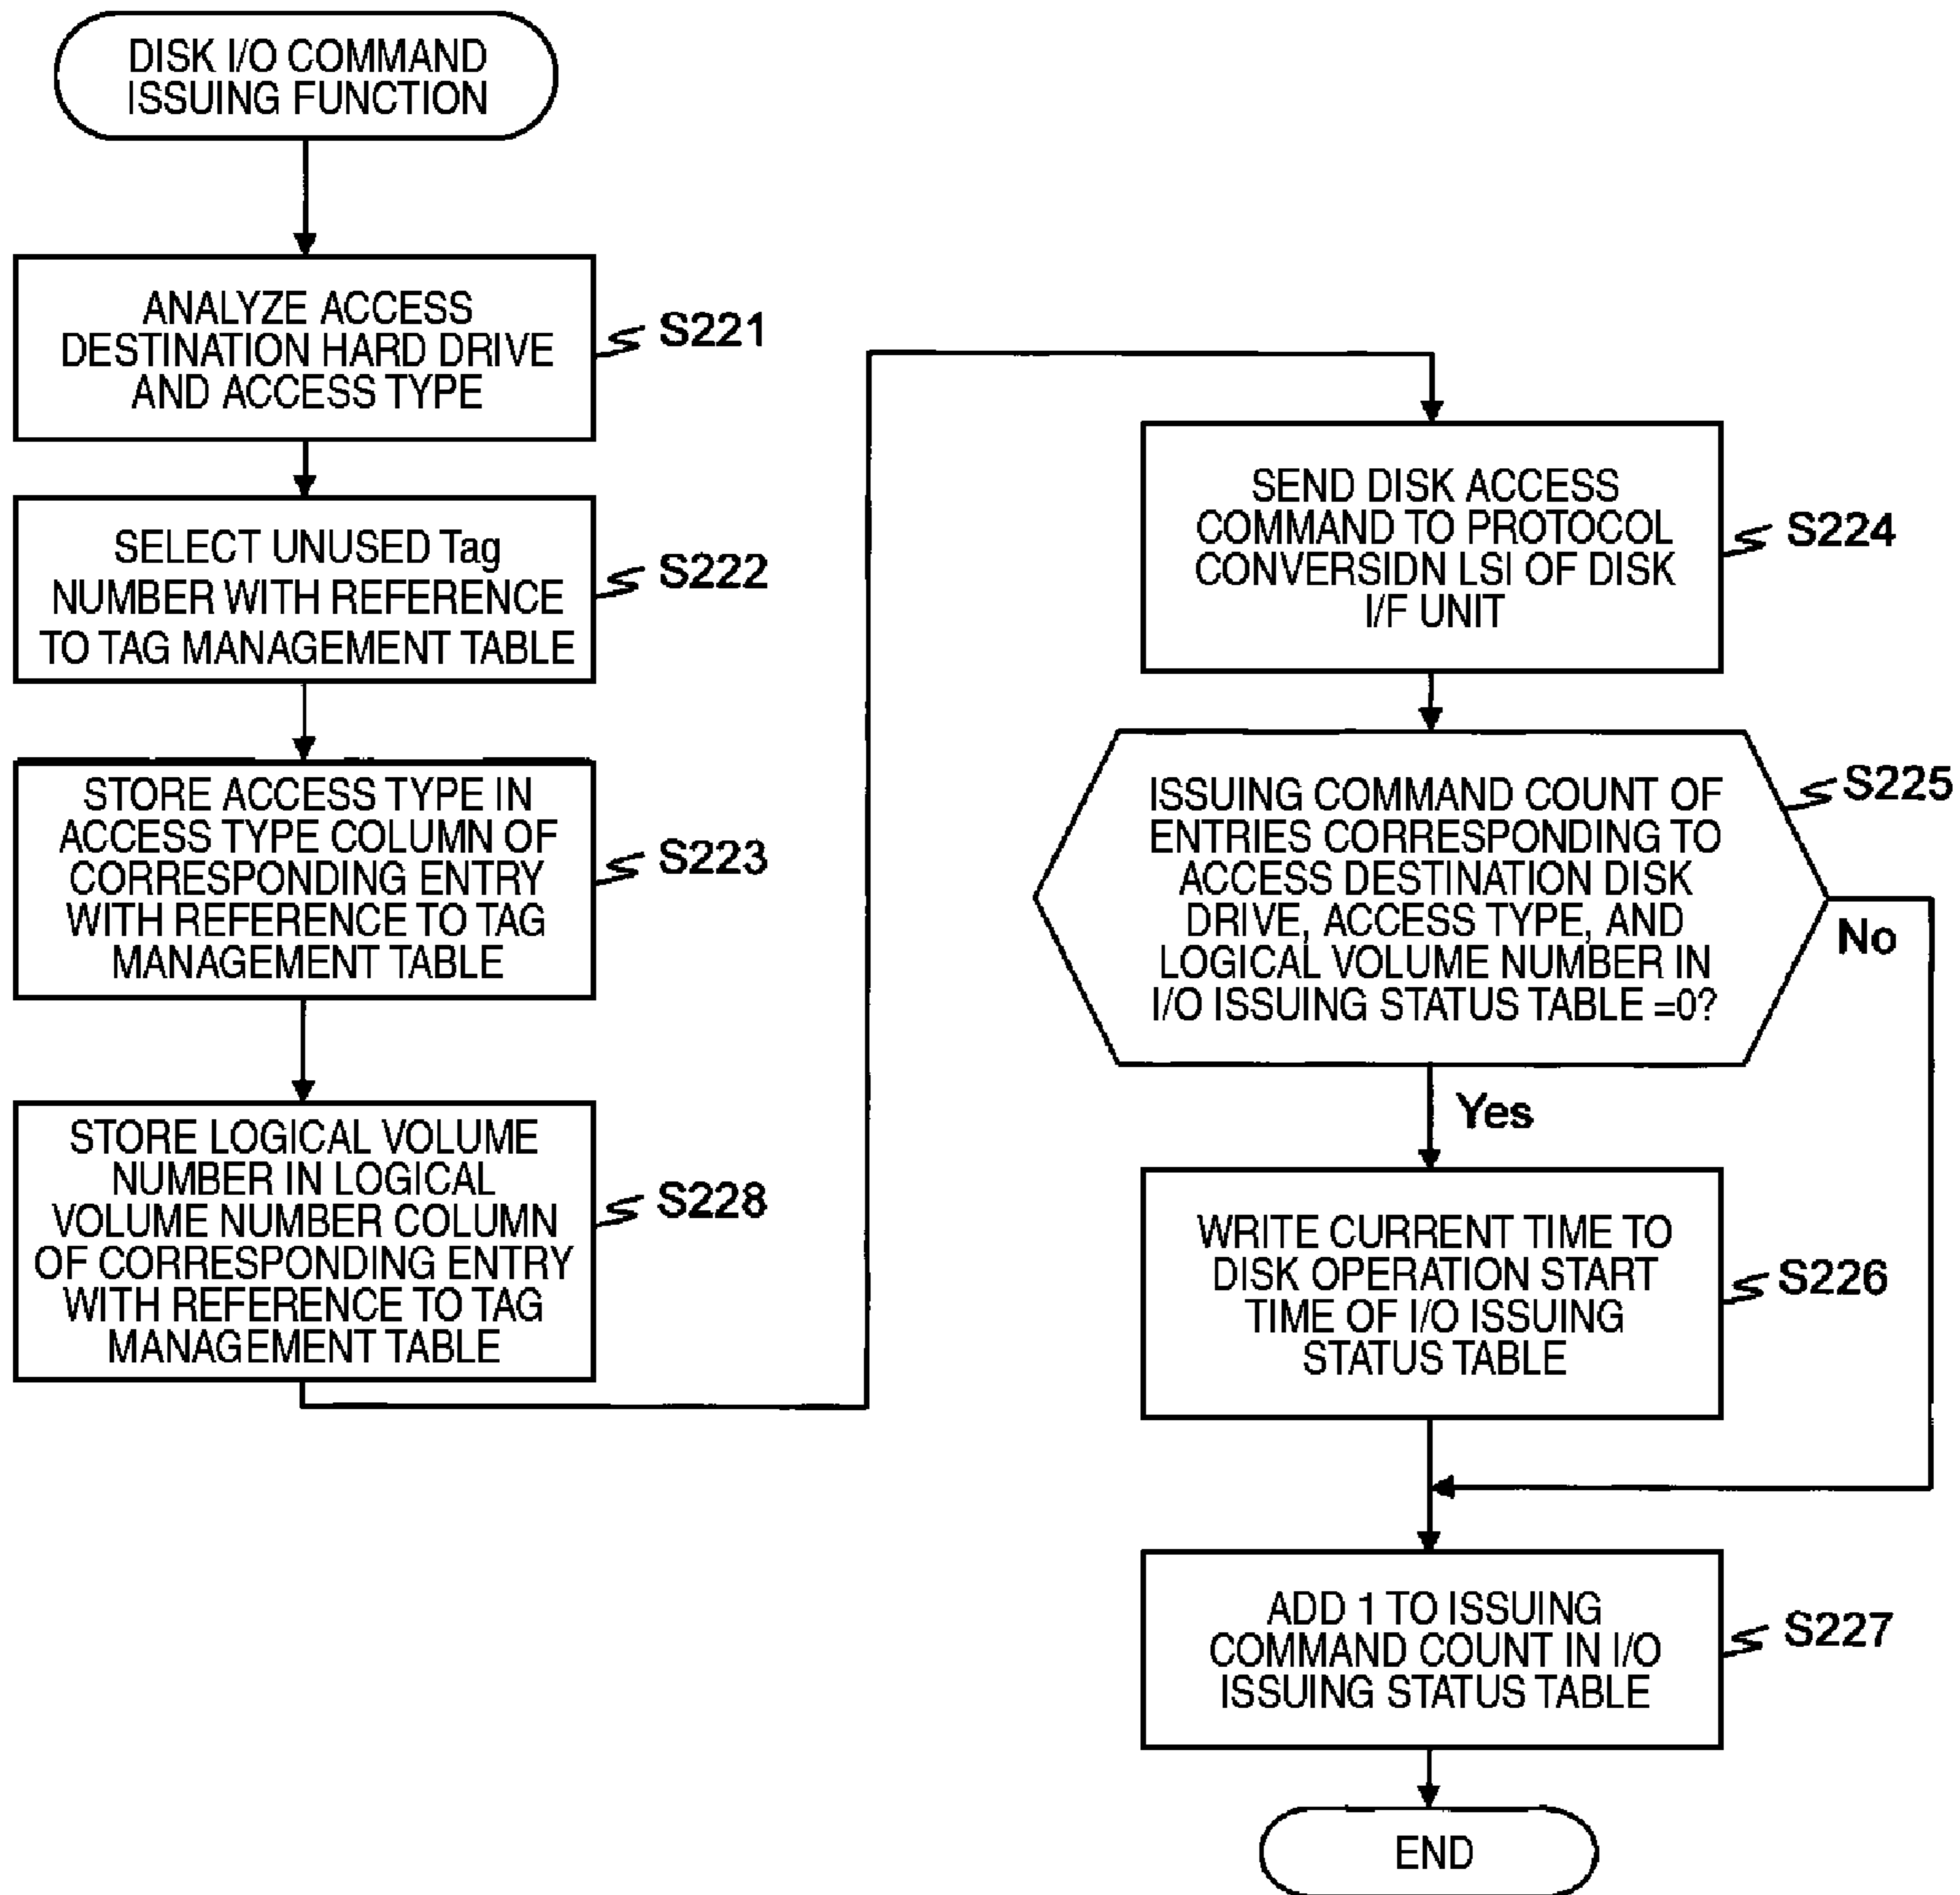 DISK I/O COMMAND
ISSUING FUNCTION
ANALYZE ACCESS
DESTINATION HARD DRIVE
AND ACCESS TYPE
S221
SELECT UNUSED Tag
NUMBER WITH REFERENCE
TO TAG MANAGEMENT TABLE
S222
STORE ACCESS TYPE IN
ACCESS TYPE COLUMN OF
CORRESPONDING ENTRY
WITH REFERENCE TO TAG
MANAGEMENT TABLE
S223
STORE LOGICAL VOLUME
NUMBER IN LOGICAL
VOLUME NUMBER COLUMN
OF CORRESPONDING ENTRY
WITH REFERENCE TO TAG
MANAGEMENT TABLE
S228
SEND DISK ACCESS
COMMAND TO PROTOCOL
CONVERSIDN LSI OF DISK
I/F UNIT
S224
ISSUING COMMAND COUNT OF
ENTRIES CORRESPONDING TO
ACCESS DESTINATION DISK
DRIVE, ACCESS TYPE, AND
LOGICAL VOLUME NUMBER IN
I/O ISSUING STATUS TABLE =0?
S225
No
Yes
WRITE CURRENT TIME TO
DISK OPERATION START
TIME OF I/O ISSUING
STATUS TABLE
S226
ADD 1 TO ISSUING
COMMAND COUNT IN I/O
ISSUING STATUS TABLE
S227
END